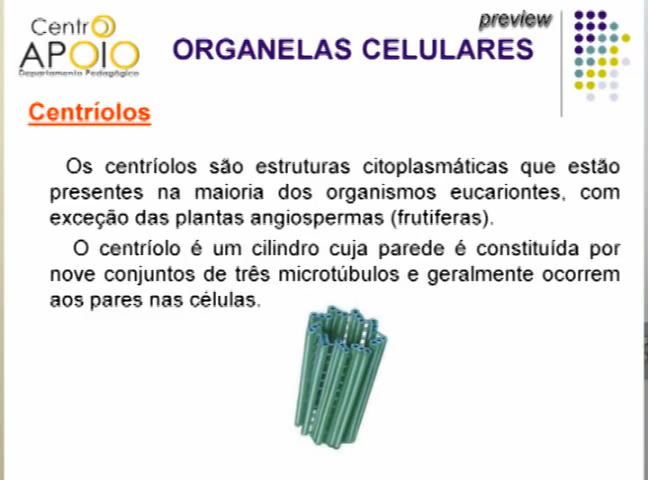 Centro
preview
APOIO
ORGANELAS CELULARES
Departamento Pedagógico
Centríolos
Os centríolos são estruturas citoplasmáticas que estão
presentes na maioria dos organismos eucariontes, com
exceção das plantas angiospermas (frutiferas).
O centríolo é um cilindro cuja parede é constituída por
nove conjuntos de três microtúbulos e geralmente ocorrem
aos pares nas células.